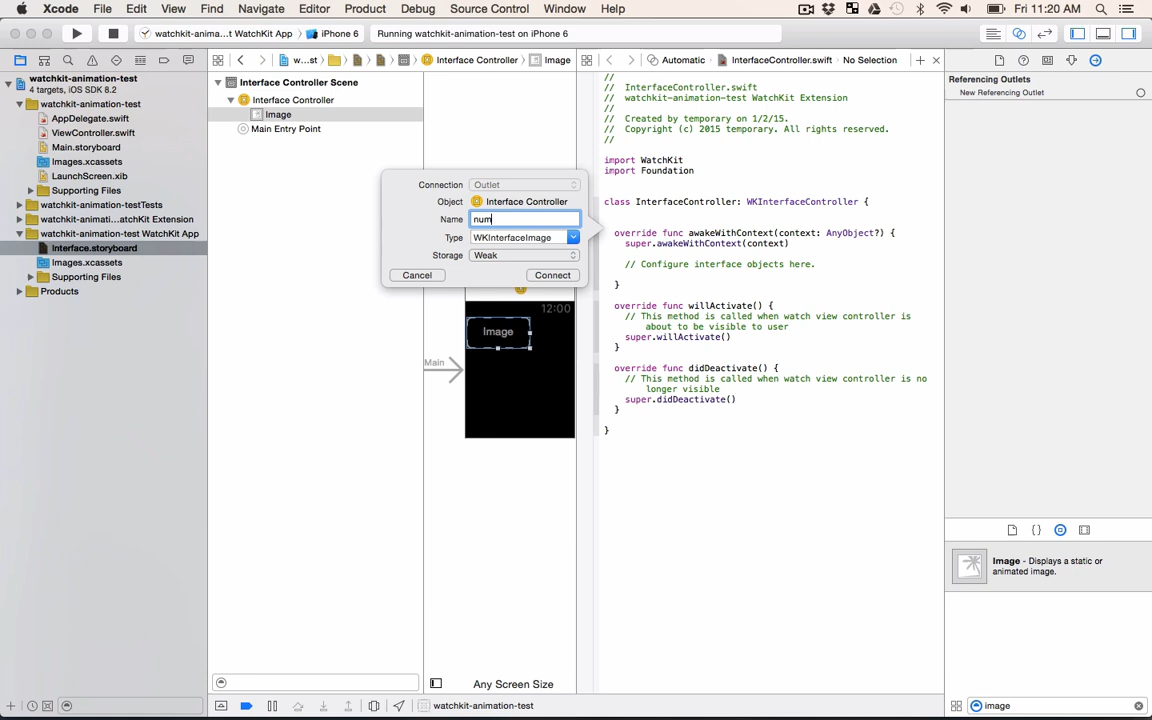 Xcode File Edit View Find Navigate Editor Product Debug Source Control Window Help Fri 11:20 AM
watchkit-anima...t WatchKit App iPhone 6 Running watchkit-animation-test on iPhone 6
w...st Interface Controller Image Automatic InterfaceController.swift No Selection
watchkit-animation-test
4 targets, iOS SDK 8.2
watchkit-animation-test
AppDelegate.swift
ViewController.swift
Main.storyboard
Images.xcassets
LaunchScreen.xib
Supporting Files
watchkit-animation-testTests
watchkit-animati...atchKit Extension
watchkit-animation-test WatchKit App
Interface.storyboard
Images.xcassets
Supporting Files
Products
Interface Controller Scene
Interface Controller
Image
Main Entry Point
Connection Outlet
Object Interface Controller
Name num
Type WKInterfaceImage
Storage Weak
Cancel Connect
12:00
Image
Main
Any Screen Size
//
// InterfaceController.swift
// watchkit-animation-test WatchKit Extension
//
// Created by temporary on 1/2/15.
// Copyright (c) 2015 temporary. All rights reserved.
//
import WatchKit
import Foundation
class InterfaceController: WKInterfaceController {
override func awakeWithContext(context: AnyObject?) {
super.awakeWithContext(context)
// Configure interface objects here.
}
override func willActivate() {
// This method is called when watch view controller is
about to be visible to user
super.willActivate()
}
override func didDeactivate() {
// This method is called when watch view controller is no
longer visible
super.didDeactivate()
}
}
Referencing Outlets
New Referencing Outlet
{ }
Image - Displays a static or
animated image.
watchkit-animation-test
image